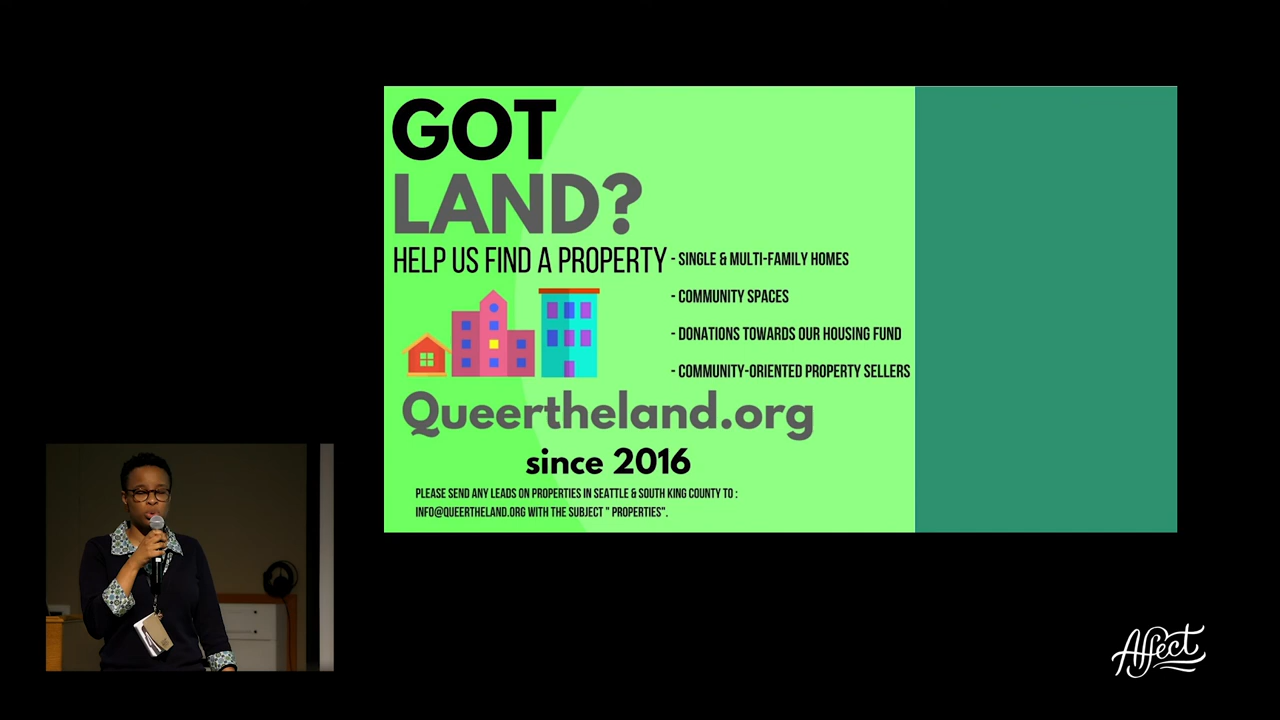 GOT
LAND?
HELP US FIND A PROPERTY
- SINGLE & MULTI-FAMILY HOMES
- COMMUNITY SPACES
- DONATIONS TOWARDS OUR HOUSING FUND
- COMMUNITY-ORIENTED PROPERTY SELLERS
Queertheland.org
since 2016
PLEASE SEND ANY LEADS ON PROPERTIES IN SEATTLE & SOUTH KING COUNTY TO :
INFO@QUEERTHELAND.ORG WITH THE SUBJECT " PROPERTIES".
Affect